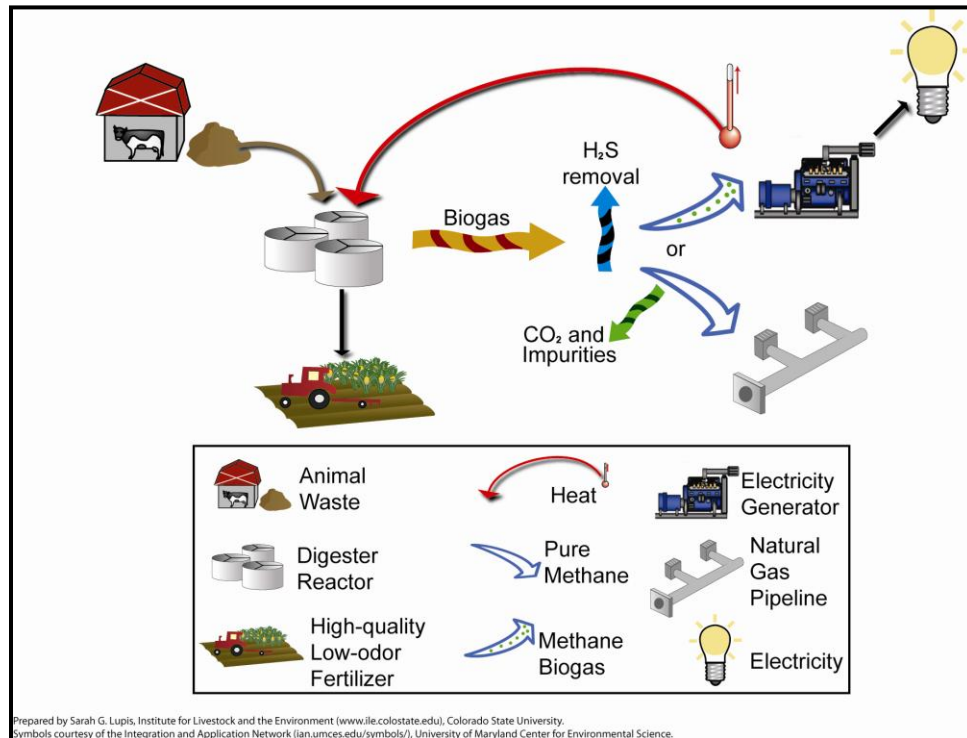 H₂S
removal
Biogas
or
CO₂ and
Impurities
Animal
Waste
Heat
Electricity
Generator
Digester
Reactor
Pure
Methane
Natural
Gas
Pipeline
High-quality
Low-odor
Fertilizer
Methane
Biogas
Electricity
Prepared by Sarah G. Lupis, Institute for Livestock and the Environment (www.ile.colostate.edu), Colorado State University.
Symbols courtesy of the Integration and Application Network (ian.umces.edu/symbols/), University of Maryland Center for Environmental Science.